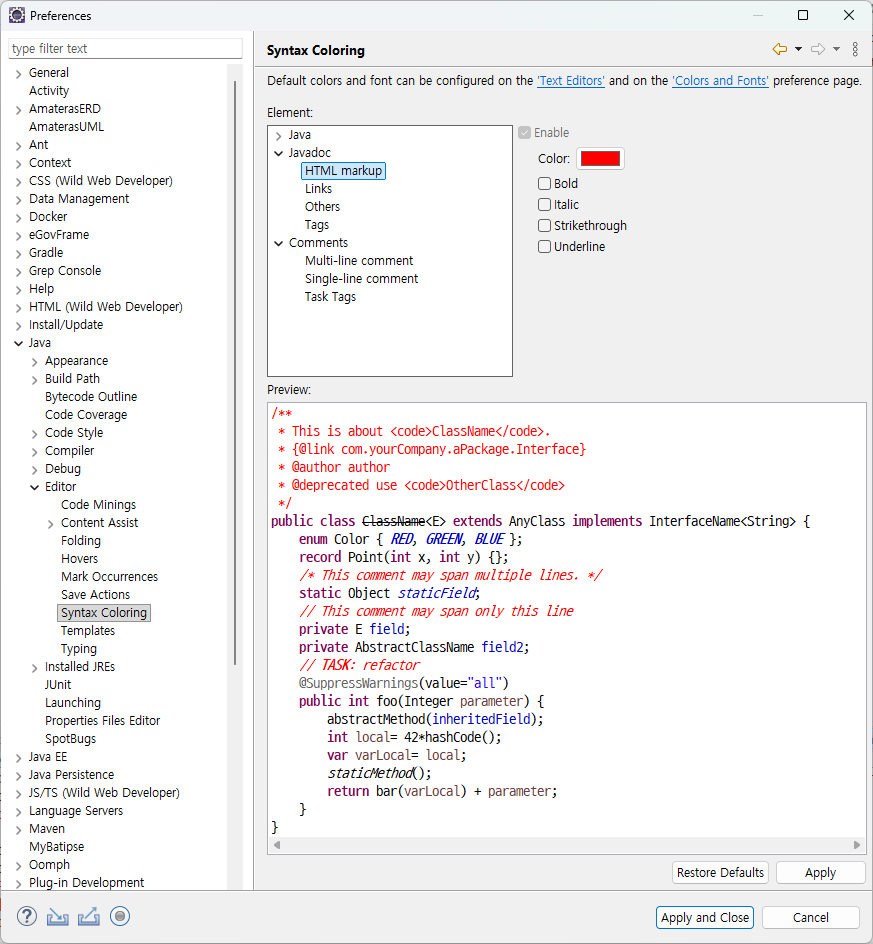 Preferences
type filter text
General
Activity
AmaterasERD
AmaterasUML
Ant
Context
CSS (Wild Web Developer)
Data Management
Docker
eGovFrame
Gradle
Grep Console
Help
HTML (Wild Web Developer)
Install/Update
Java
Appearance
Build Path
Bytecode Outline
Code Coverage
Code Style
Compiler
Debug
Editor
Code Minings
Content Assist
Folding
Hovers
Mark Occurrences
Save Actions
Syntax Coloring
Templates
Typing
Installed JREs
JUnit
Launching
Properties Files Editor
SpotBugs
Java EE
Java Persistence
JS/TS (Wild Web Developer)
Language Servers
Maven
MyBatipse
Oomph
Plug-in Development
Syntax Coloring
Default colors and font can be configured on the 'Text Editors' and on the 'Colors and Fonts' preference page.
Element:
Java
Javadoc
HTML markup
Links
Others
Tags
Comments
Multi-line comment
Single-line comment
Task Tags
Enable
Color:
Bold
Italic
Strikethrough
Underline
Preview:
/**
 * This is about <code>ClassName</code>.
 * {@link com.yourCompany.aPackage.Interface}
 * @author author
 * @deprecated use <code>OtherClass</code>
 */
public class ClassName<E> extends AnyClass implements InterfaceName<String> {
    enum Color { RED, GREEN, BLUE };
    record Point(int x, int y) {};
    /* This comment may span multiple lines. */
    static Object staticField;
    // This comment may span only this line
    private E field;
    private AbstractClassName field2;
    // TASK: refactor
    @SuppressWarnings(value="all")
    public int foo(Integer parameter) {
        abstractMethod(inheritedField);
        int local= 42*hashCode();
        var varLocal= local;
        staticMethod();
        return bar(varLocal) + parameter;
    }
}
Restore Defaults
Apply
Apply and Close
Cancel